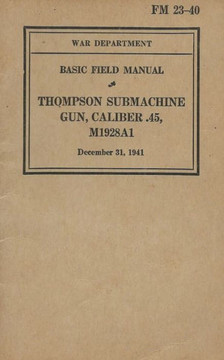 FM 23–40
WAR DEPARTMENT
BASIC FIELD MANUAL
THOMPSON SUBMACHINE
GUN, CALIBER .45,
M1928A1
December 31, 1941